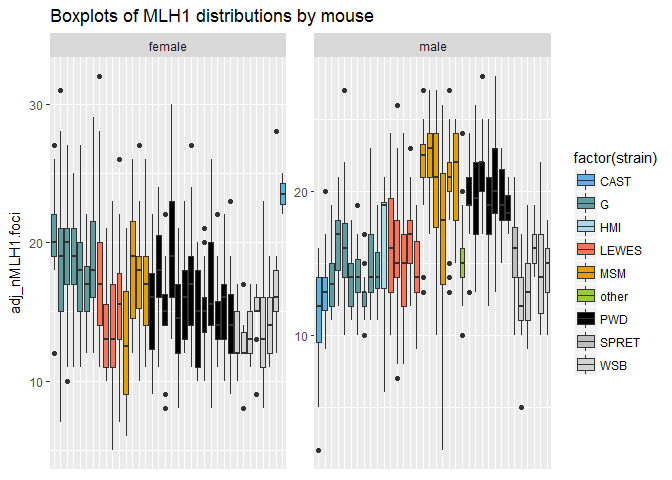 Boxplots of MLH1 distributions by mouse
female
male
adj_nMLH1.foci
30
20
10
20
10
factor(strain)
CAST
G
HMI
LEWES
MSM
other
PWD
SPRET
WSB